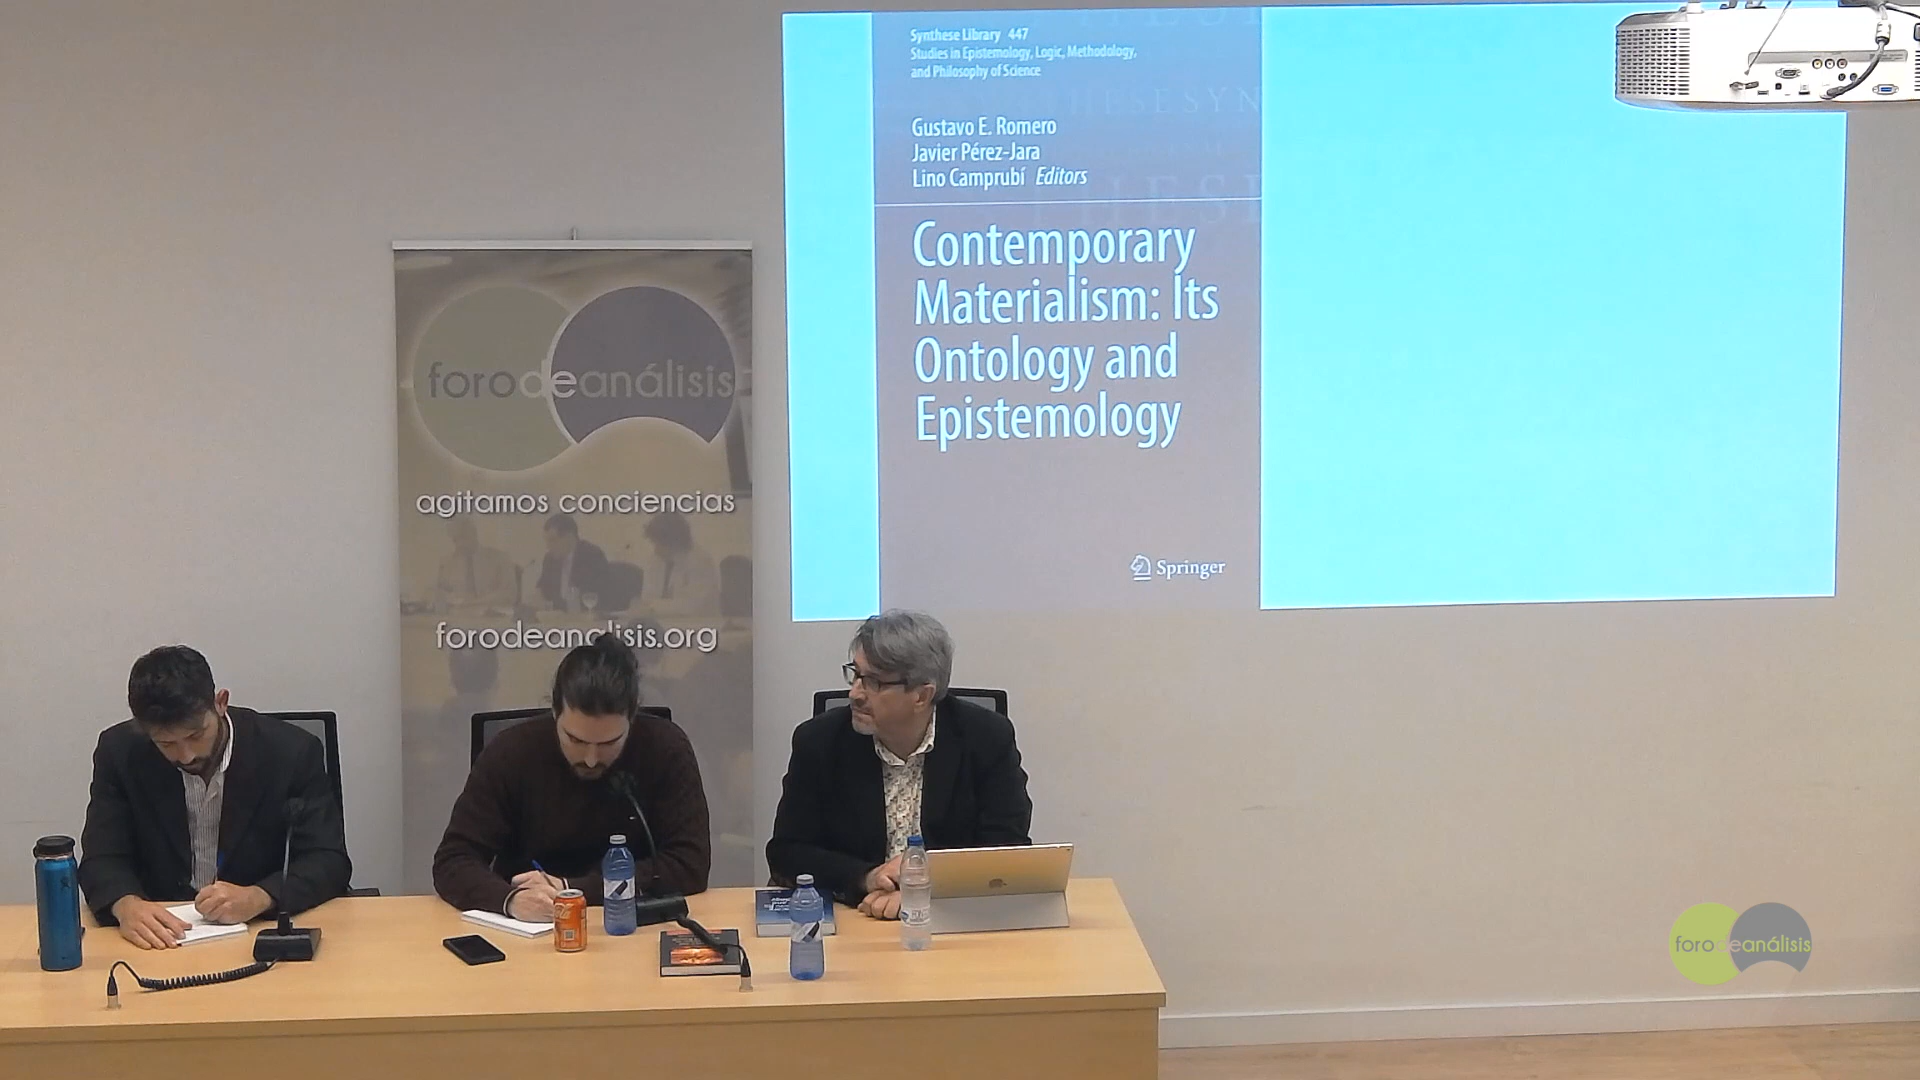 Synthese Library 447
Studies in Epistemology, Logic, Methodology,
and Philosophy of Science
Gustavo E. Romero
Javier Pérez-Jara
Lino Camprubí Editors
Contemporary
Materialism: Its
Ontology and
Epistemology
Springer
forodeanálisis
agitamos conciencias
forodeanalisis.org
forodeanálisis